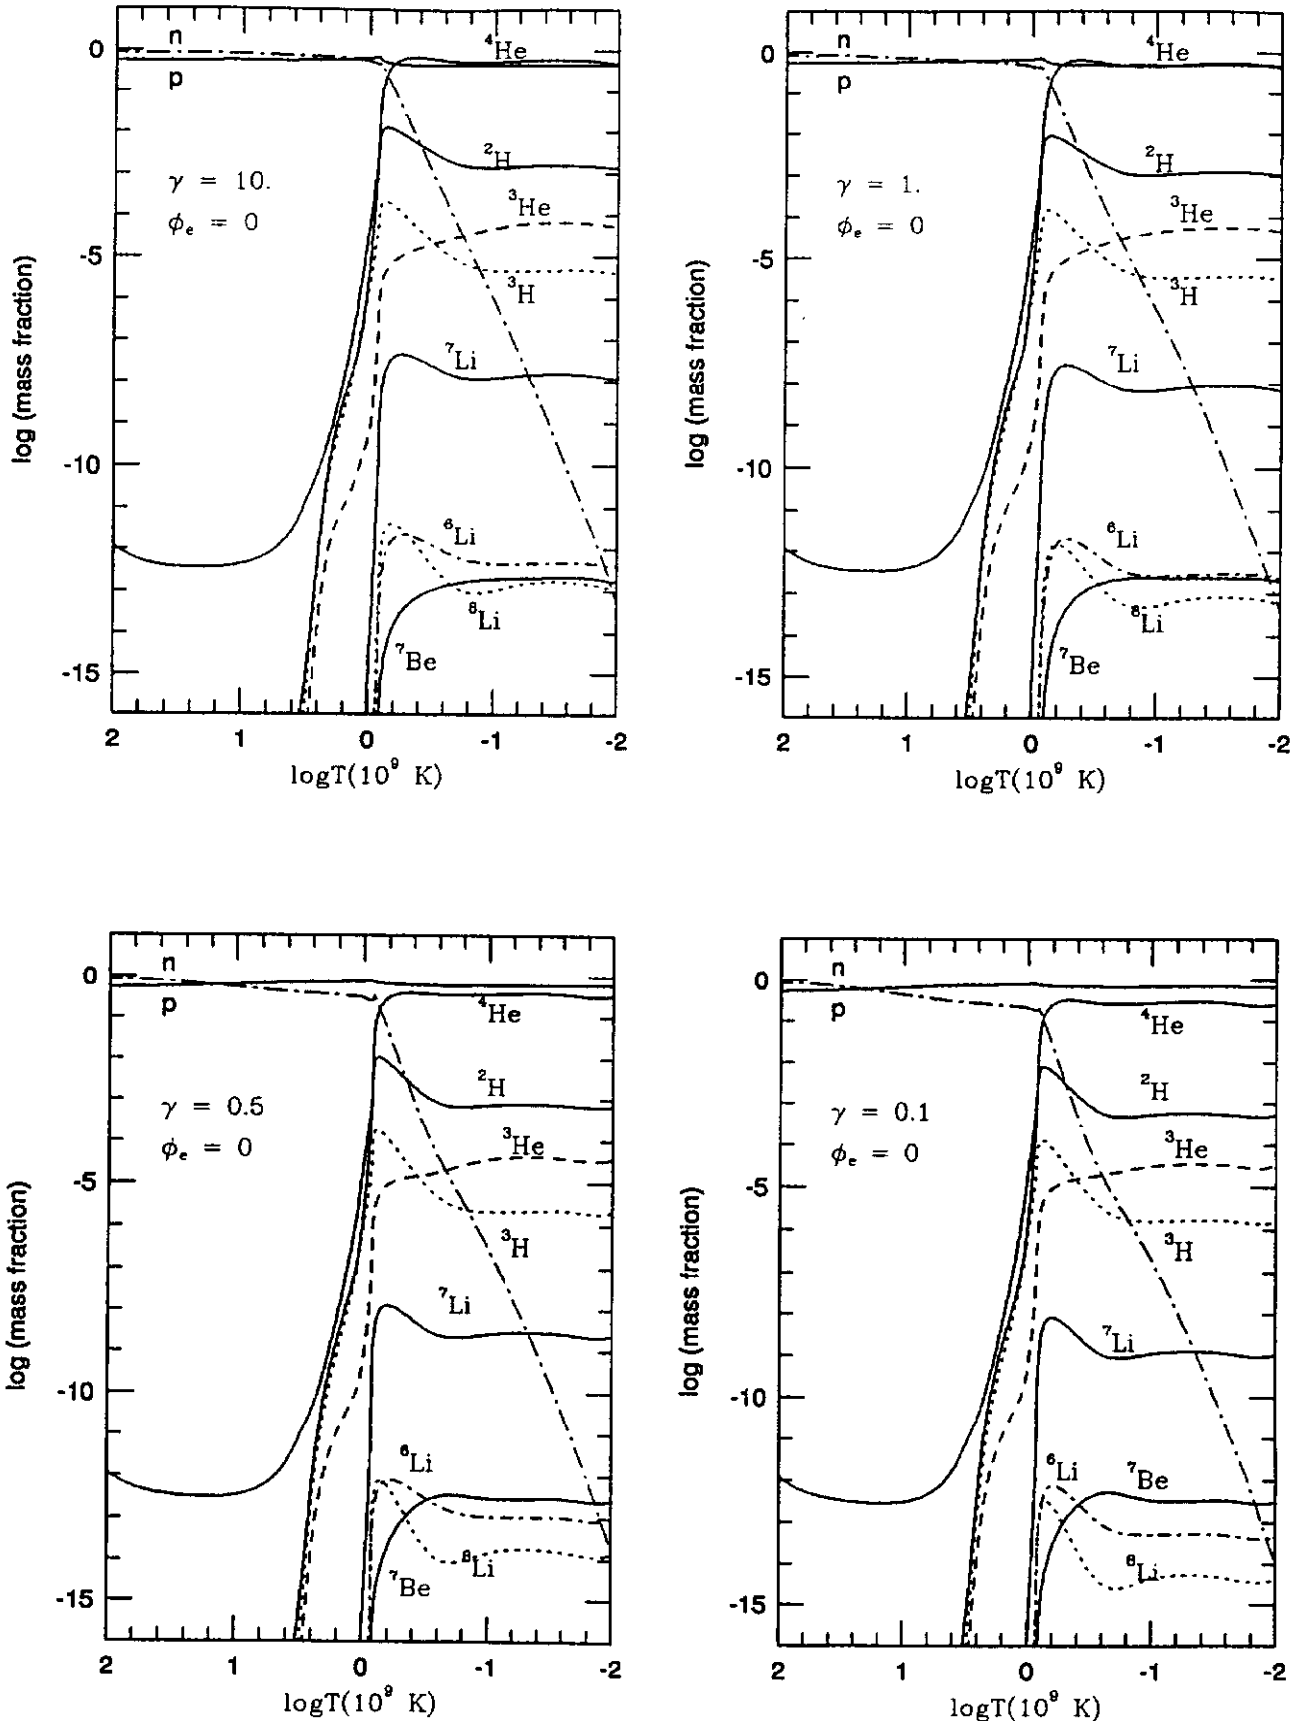 n
⁴He
0
p
²H
γ = 10.
φₑ = 0
³He
-5
³H
log (mass fraction)
⁷Li
-10
⁶Li
⁸Li
⁷Be
-15
2 1 0 -1 -2
logT(10⁹ K)
n
⁴He
0
p
²H
γ = 1.
φₑ = 0
³He
-5
³H
log (mass fraction)
⁷Li
-10
⁶Li
⁸Li
⁷Be
-15
2 1 0 -1 -2
logT(10⁹ K)
n
0
p
⁴He
²H
γ = 0.5
φₑ = 0
³He
-5
³H
log (mass fraction)
⁷Li
-10
⁶Li
⁸Li
⁷Be
-15
2 1 0 -1 -2
logT(10⁹ K)
n
0
p
⁴He
²H
γ = 0.1
φₑ = 0
³He
-5
³H
log (mass fraction)
⁷Li
-10
⁶Li
⁷Be
⁸Li
-15
2 1 0 -1 -2
logT(10⁹ K)